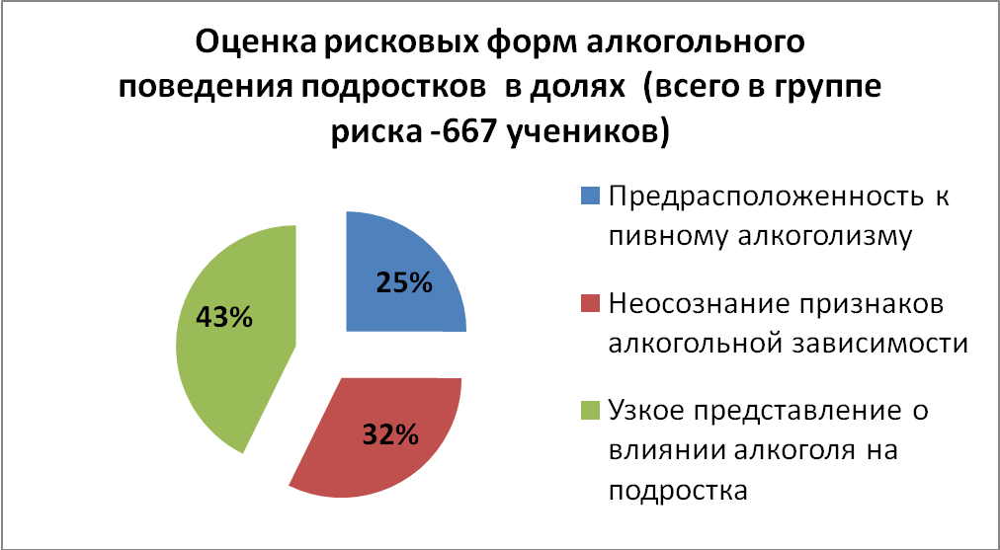 Оценка рисковых форм алкогольного
поведения подростков  в долях  (всего в группе
риска -667 учеников)
25%
43%
32%
Предрасположенность к
пивному алкоголизму
Неосознание признаков
алкогольной зависимости
Узкое представление о
влиянии алкоголя на
подростка